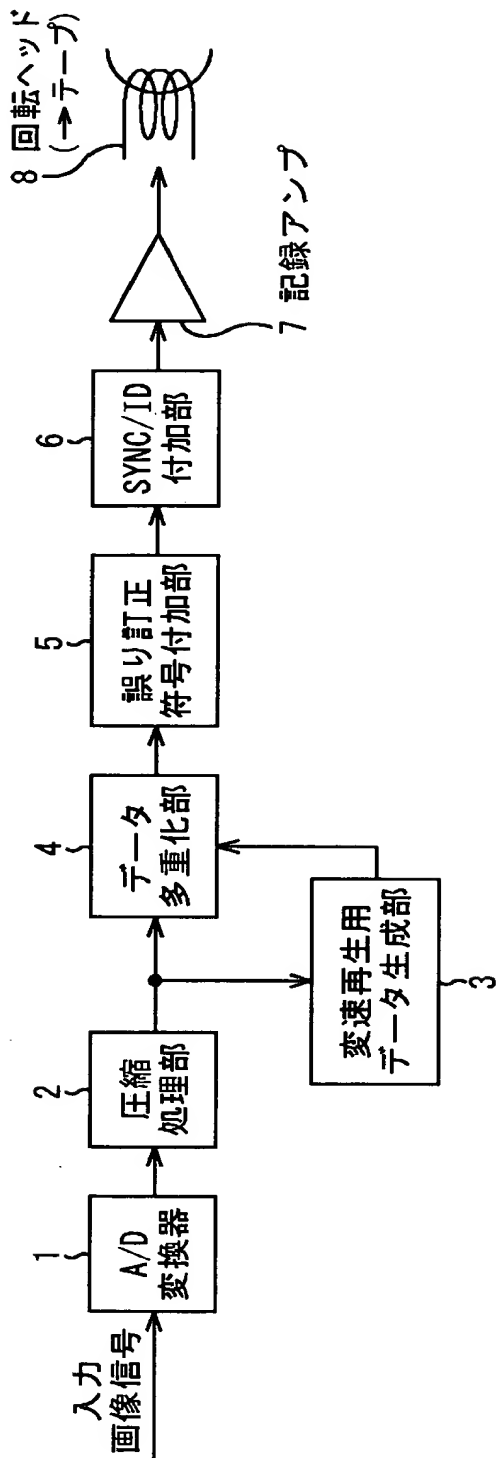 入力
画像信号
1
A/D
変換器
2
圧縮
処理部
3
変速再生用
データ生成部
4
データ
多重化部
5
誤り訂正
符号付加部
6
SYNC/ID
付加部
7 記録アンプ
8 回転ヘッド
(→テープ)